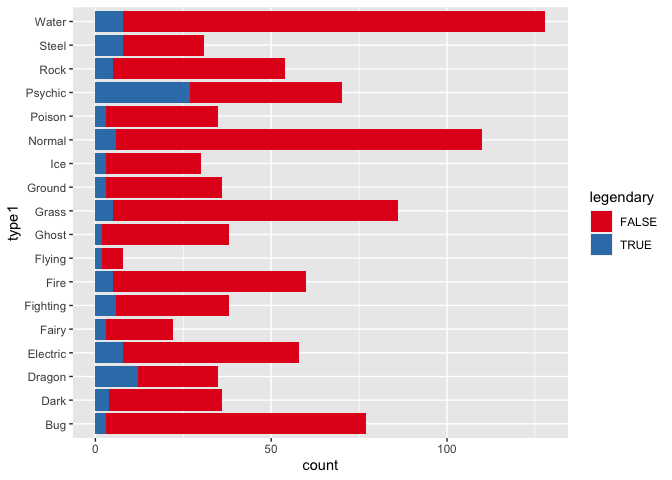 Water
Steel
Rock
Psychic
Poison
Normal
Ice
Ground
Grass
Ghost
Flying
Fire
Fighting
Fairy
Electric
Dragon
Dark
Bug
type1
0 50 100
count
legendary
FALSE
TRUE